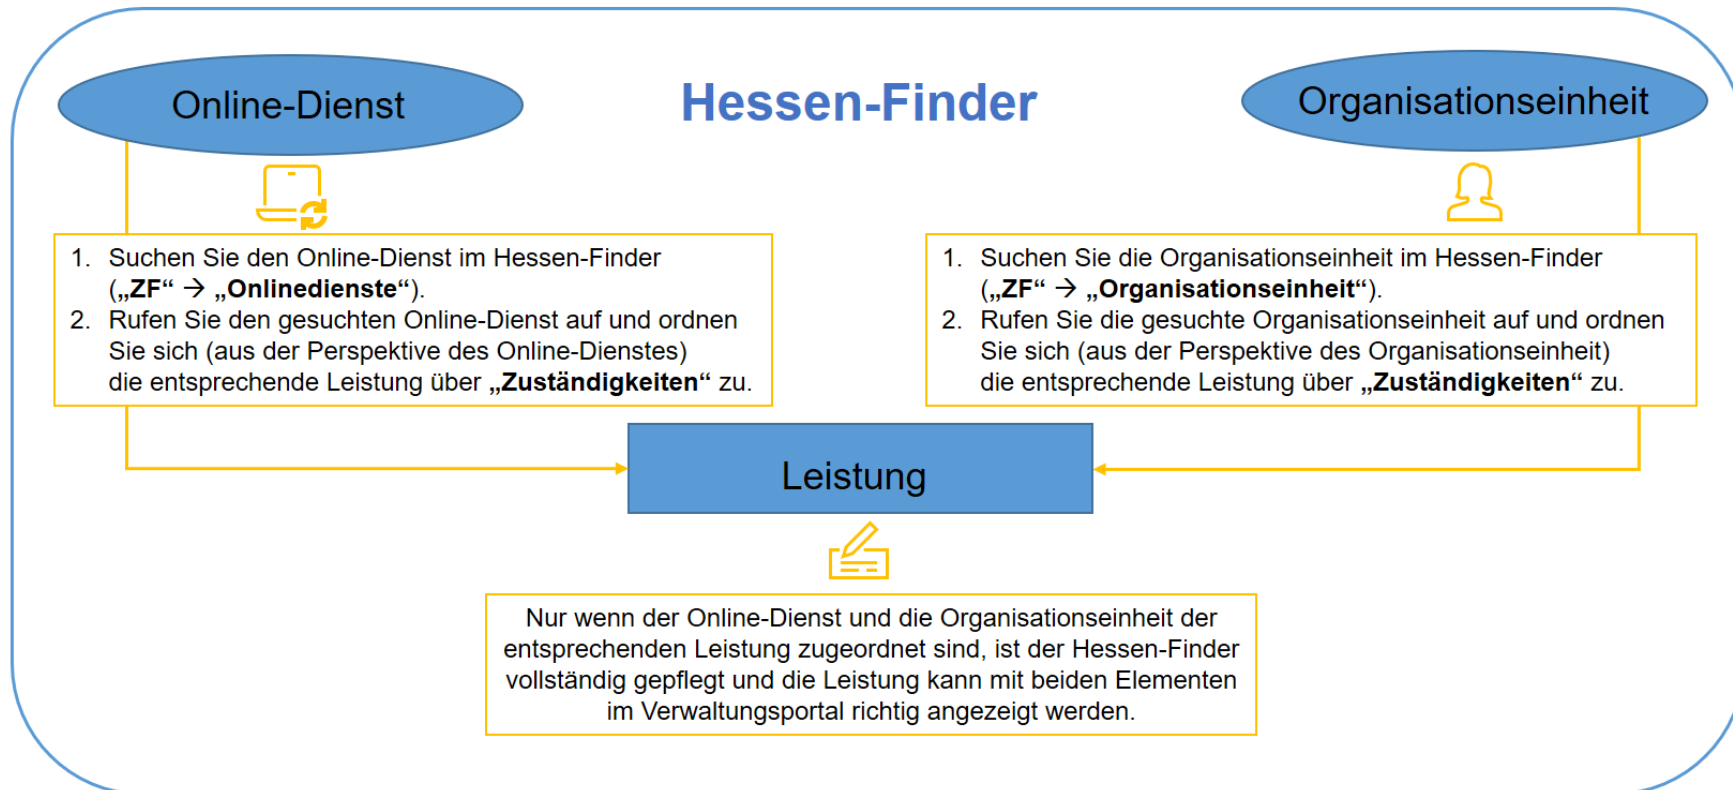 Online-Dienst
Hessen-Finder
Organisationseinheit
1. Suchen Sie den Online-Dienst im Hessen-Finder
(„ZF“ → „Onlinedienste“).
2. Rufen Sie den gesuchten Online-Dienst auf und ordnen
Sie sich (aus der Perspektive des Online-Dienstes)
die entsprechende Leistung über „Zuständigkeiten“ zu.
1. Suchen Sie die Organisationseinheit im Hessen-Finder
(„ZF“ → „Organisationseinheit“).
2. Rufen Sie die gesuchte Organisationseinheit auf und ordnen
Sie sich (aus der Perspektive des Organisationseinheit)
die entsprechende Leistung über „Zuständigkeiten“ zu.
Leistung
Nur wenn der Online-Dienst und die Organisationseinheit der
entsprechenden Leistung zugeordnet sind, ist der Hessen-Finder
vollständig gepflegt und die Leistung kann mit beiden Elementen
im Verwaltungsportal richtig angezeigt werden.